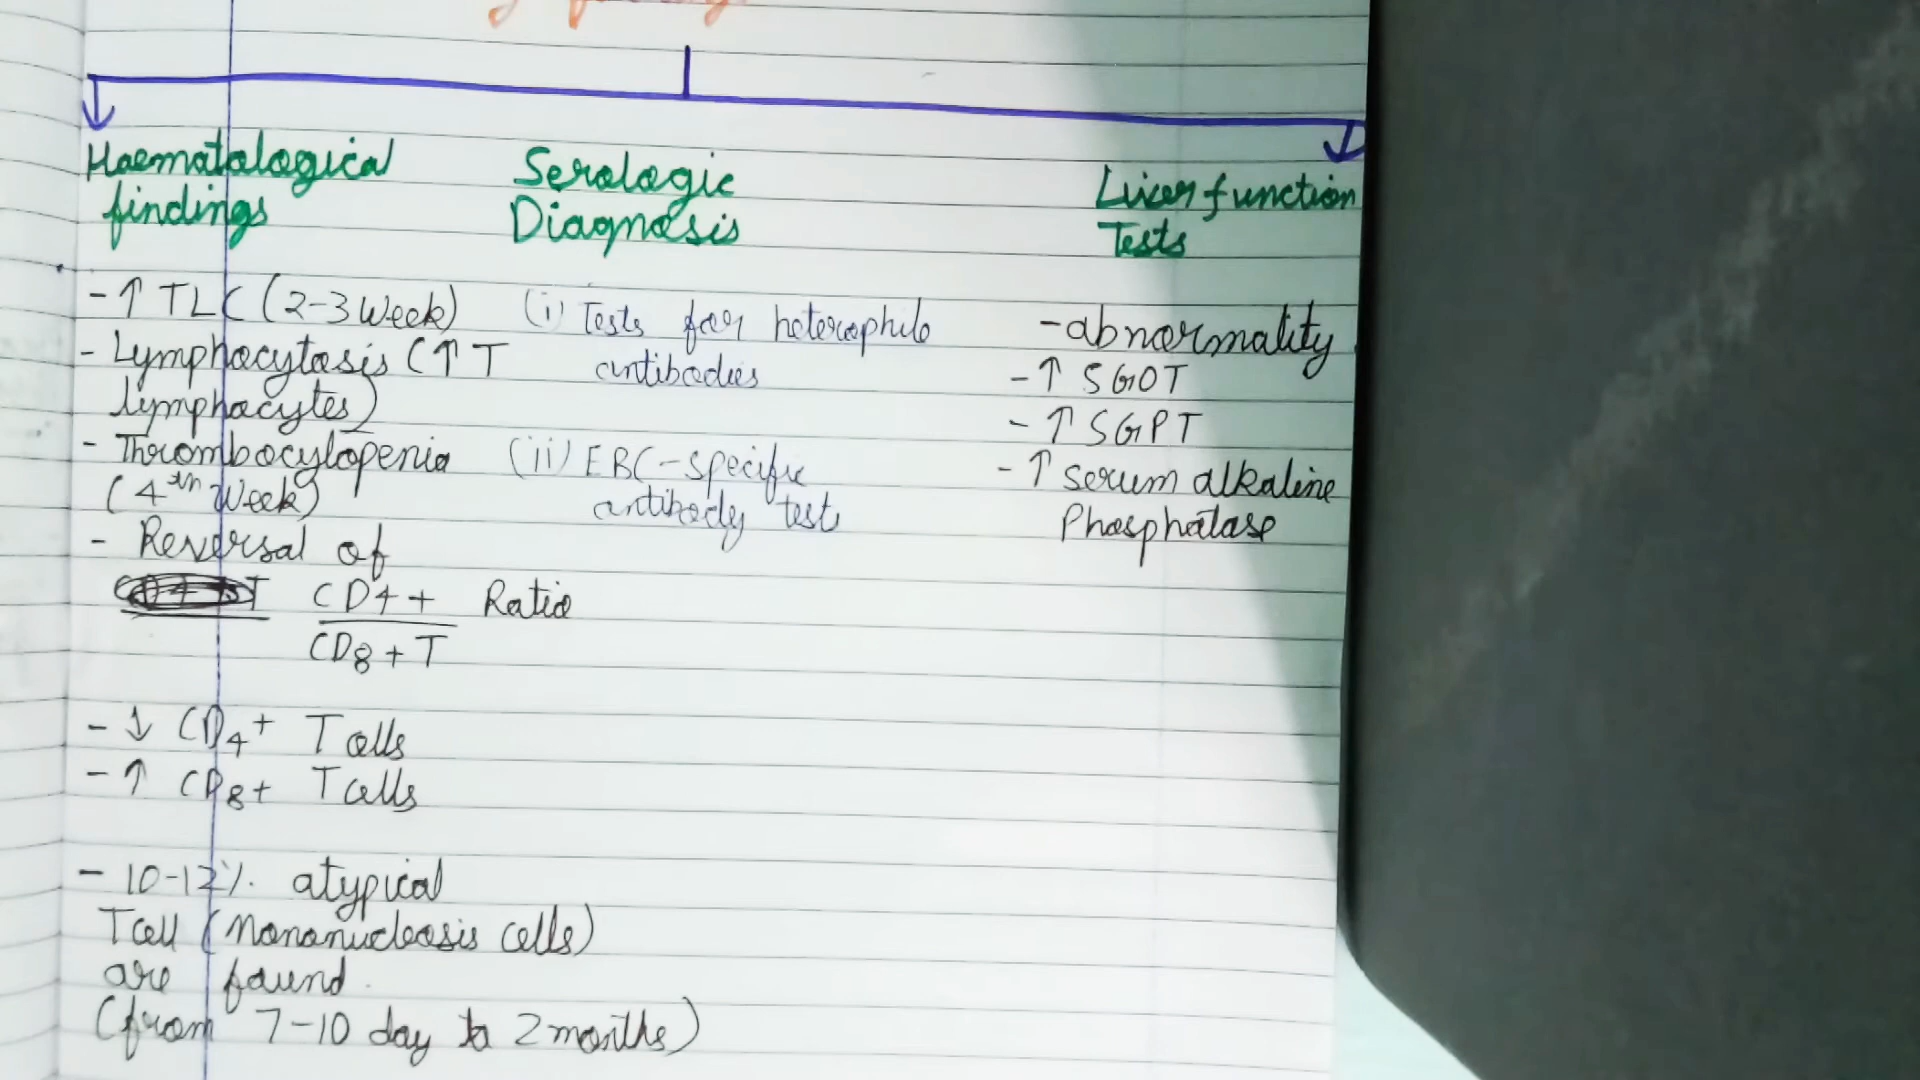 Haematological
findings
- ↑ TLC (2-3 Week)
- Lymphocytosis (↑ T
lymphocytes)
- Thrombocytopenia
(4th Week)
- Reversal of
CD4+ Ratio
CD8+ T
- ↓ CD4+ T cells
- ↑ CD8+ T cells
- 10-12%. atypical
T cell (Mononucleosis cells)
are found.
(from 7-10 day to 2 months)
Serologic
Diagnosis
(i) Tests for heterophile
antibodies
(ii) EBC-specific
antibody test
Liver function
Tests
- abnormality
- ↑ SGOT
- ↑ SGPT
- ↑ serum alkaline
Phosphatase